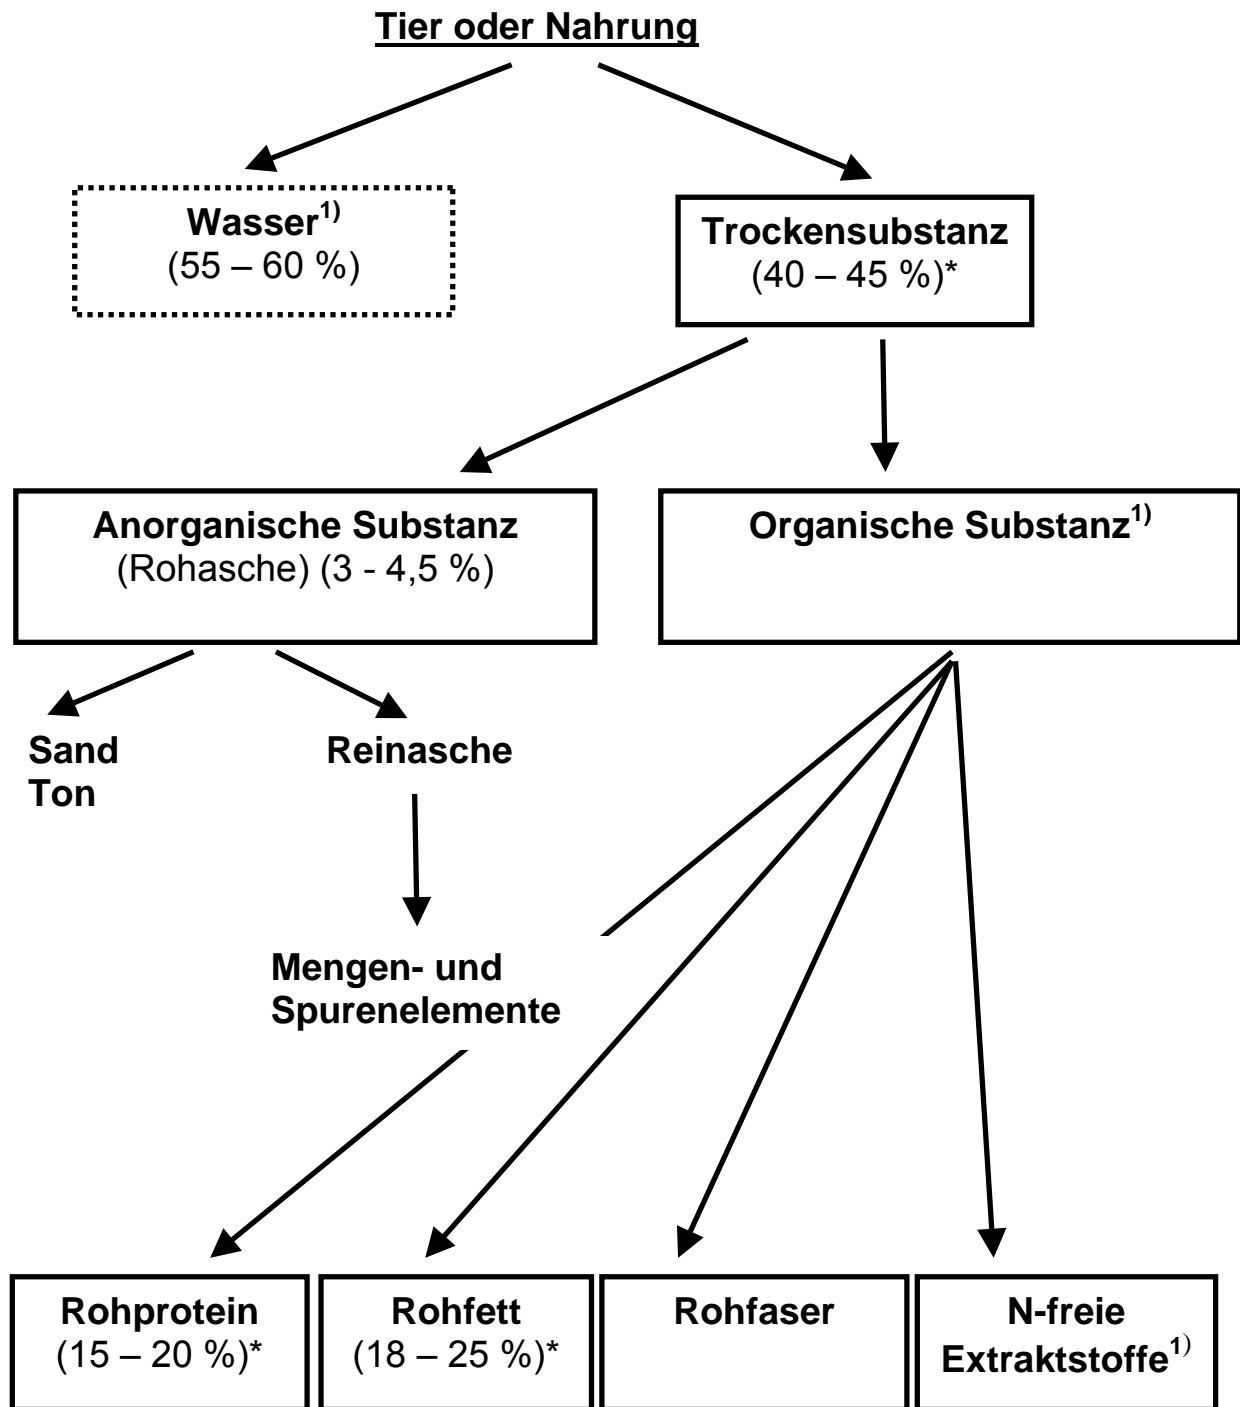 Tier oder Nahrung
Wasser1)
(55 – 60 %)
Trockensubstanz
(40 – 45 %)*
Anorganische Substanz
(Rohasche) (3 - 4,5 %)
Organische Substanz1)
Sand
Ton
Reinasche
Mengen- und
Spurenelemente
Rohprotein
(15 – 20 %)*
Rohfett
(18 – 25 %)*
Rohfaser
N-freie
Extraktstoffe1)